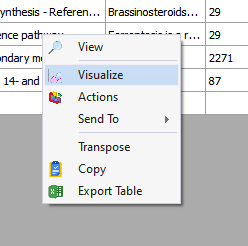 ynthesis - Referen... Brassinosteroids... 29
ence pathway 29
View
ondary m 2271
Visualize
14- and 87
Actions
Send To
Transpose
Copy
Export Table